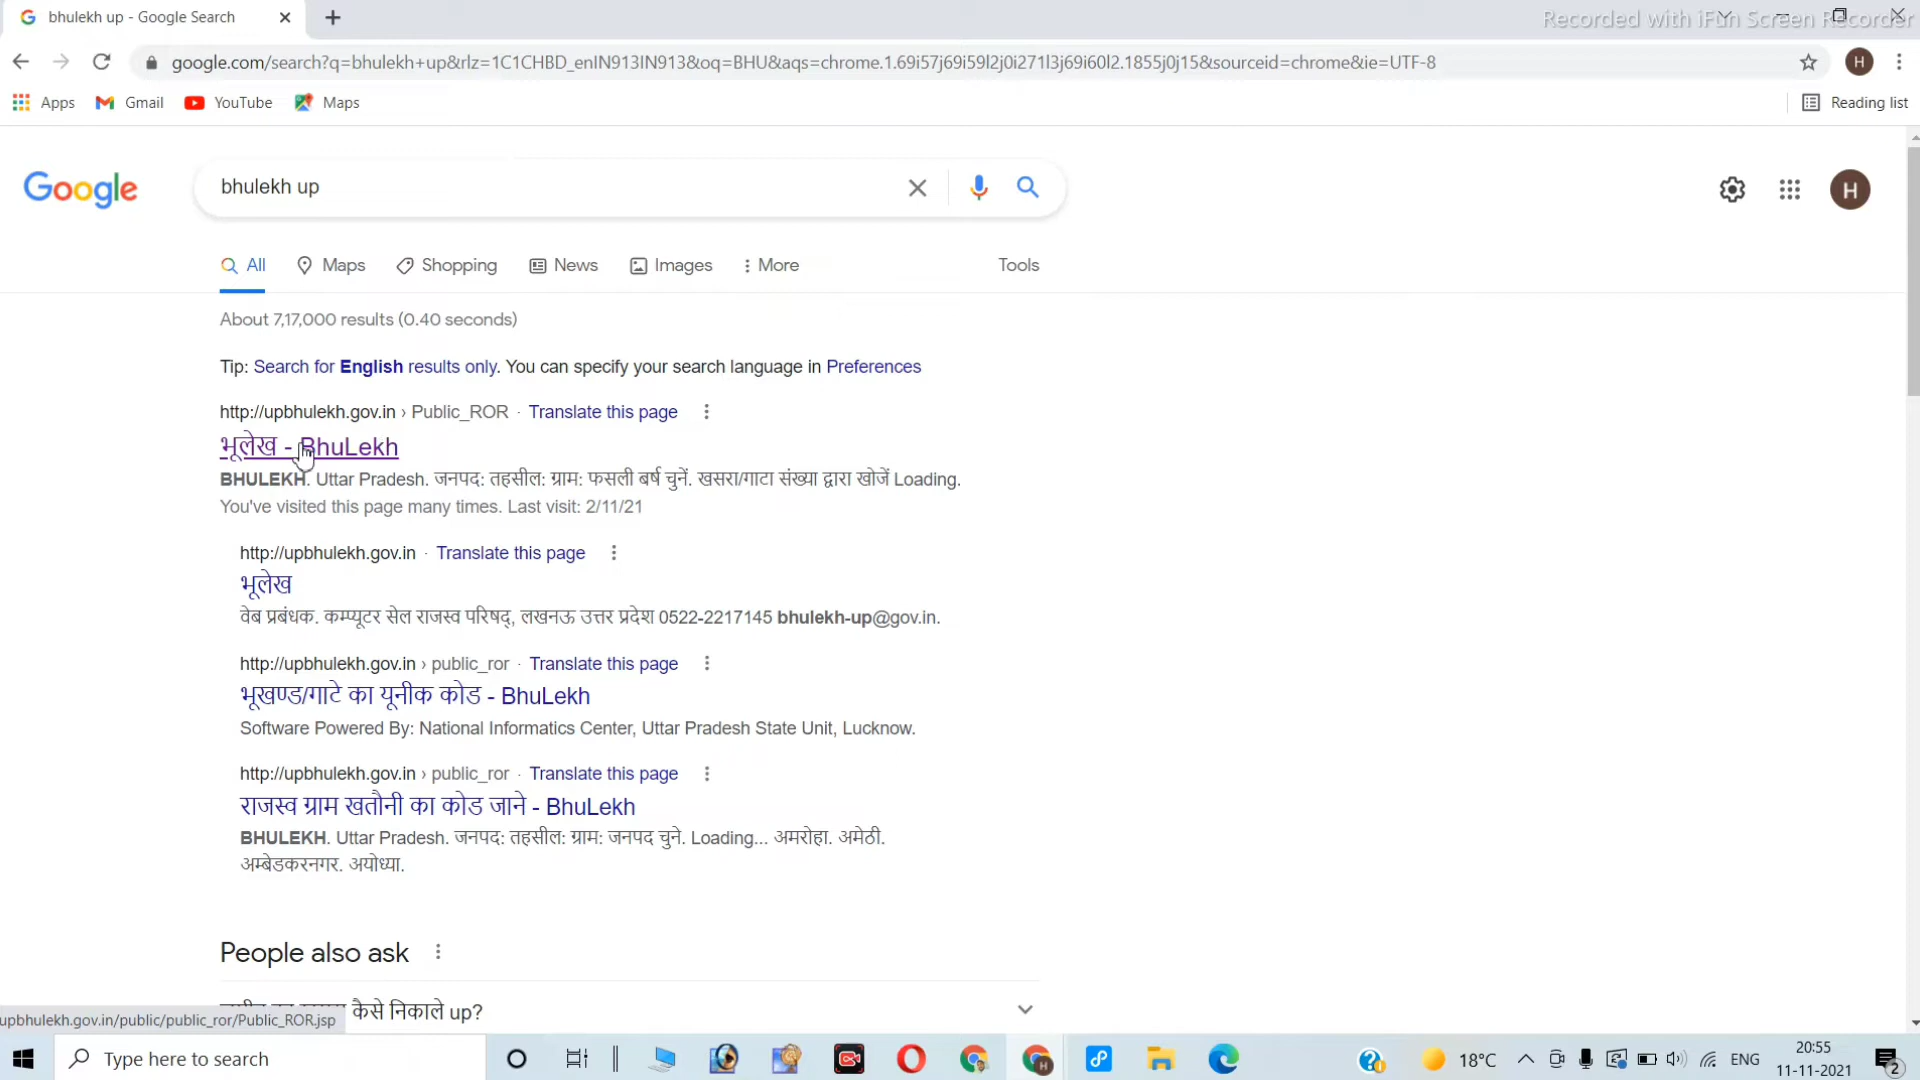 bhulekh up - Google Search
Recorded with iFun Screen Recorder
google.com/search?q=bhulekh+up&rlz=1C1CHBD_enIN913IN913&oq=BHU&aqs=chrome.1.69i57j69i59l2j0i271l3j69i60l2.1855j0j15&sourceid=chrome&ie=UTF-8
H
Apps Gmail YouTube Maps Reading list
Google bhulekh up H
All Maps Shopping News Images More Tools
About 7,17,000 results (0.40 seconds)
Tip: Search for English results only. You can specify your search language in Preferences
http://upbhulekh.gov.in › Public_ROR · Translate this page
भूलेख - BhuLekh
BHULEKH. Uttar Pradesh. जनपद: तहसील: ग्राम: फसली बर्ष चुनें. खसरा/गाटा संख्या द्वारा खोजें Loading.
You've visited this page many times. Last visit: 2/11/21
http://upbhulekh.gov.in · Translate this page
भूलेख
वेब प्रबंधक. कम्प्यूटर सेल राजस्व परिषद्, लखनऊ उत्तर प्रदेश 0522-2217145 bhulekh-up@gov.in.
http://upbhulekh.gov.in › public_ror · Translate this page
भूखण्ड/गाटे का यूनीक कोड - BhuLekh
Software Powered By: National Informatics Center, Uttar Pradesh State Unit, Lucknow.
http://upbhulekh.gov.in › public_ror · Translate this page
राजस्व ग्राम खतौनी का कोड जाने - BhuLekh
BHULEKH. Uttar Pradesh. जनपद: तहसील: ग्राम: जनपद चुने. Loading... अमरोहा. अमेठी.
अम्बेडकरनगर. अयोध्या.
People also ask
कैसे निकाले up?
upbhulekh.gov.in/public/public_ror/Public_ROR.jsp
Type here to search
18°C ENG
20:55
11-11-2021
2